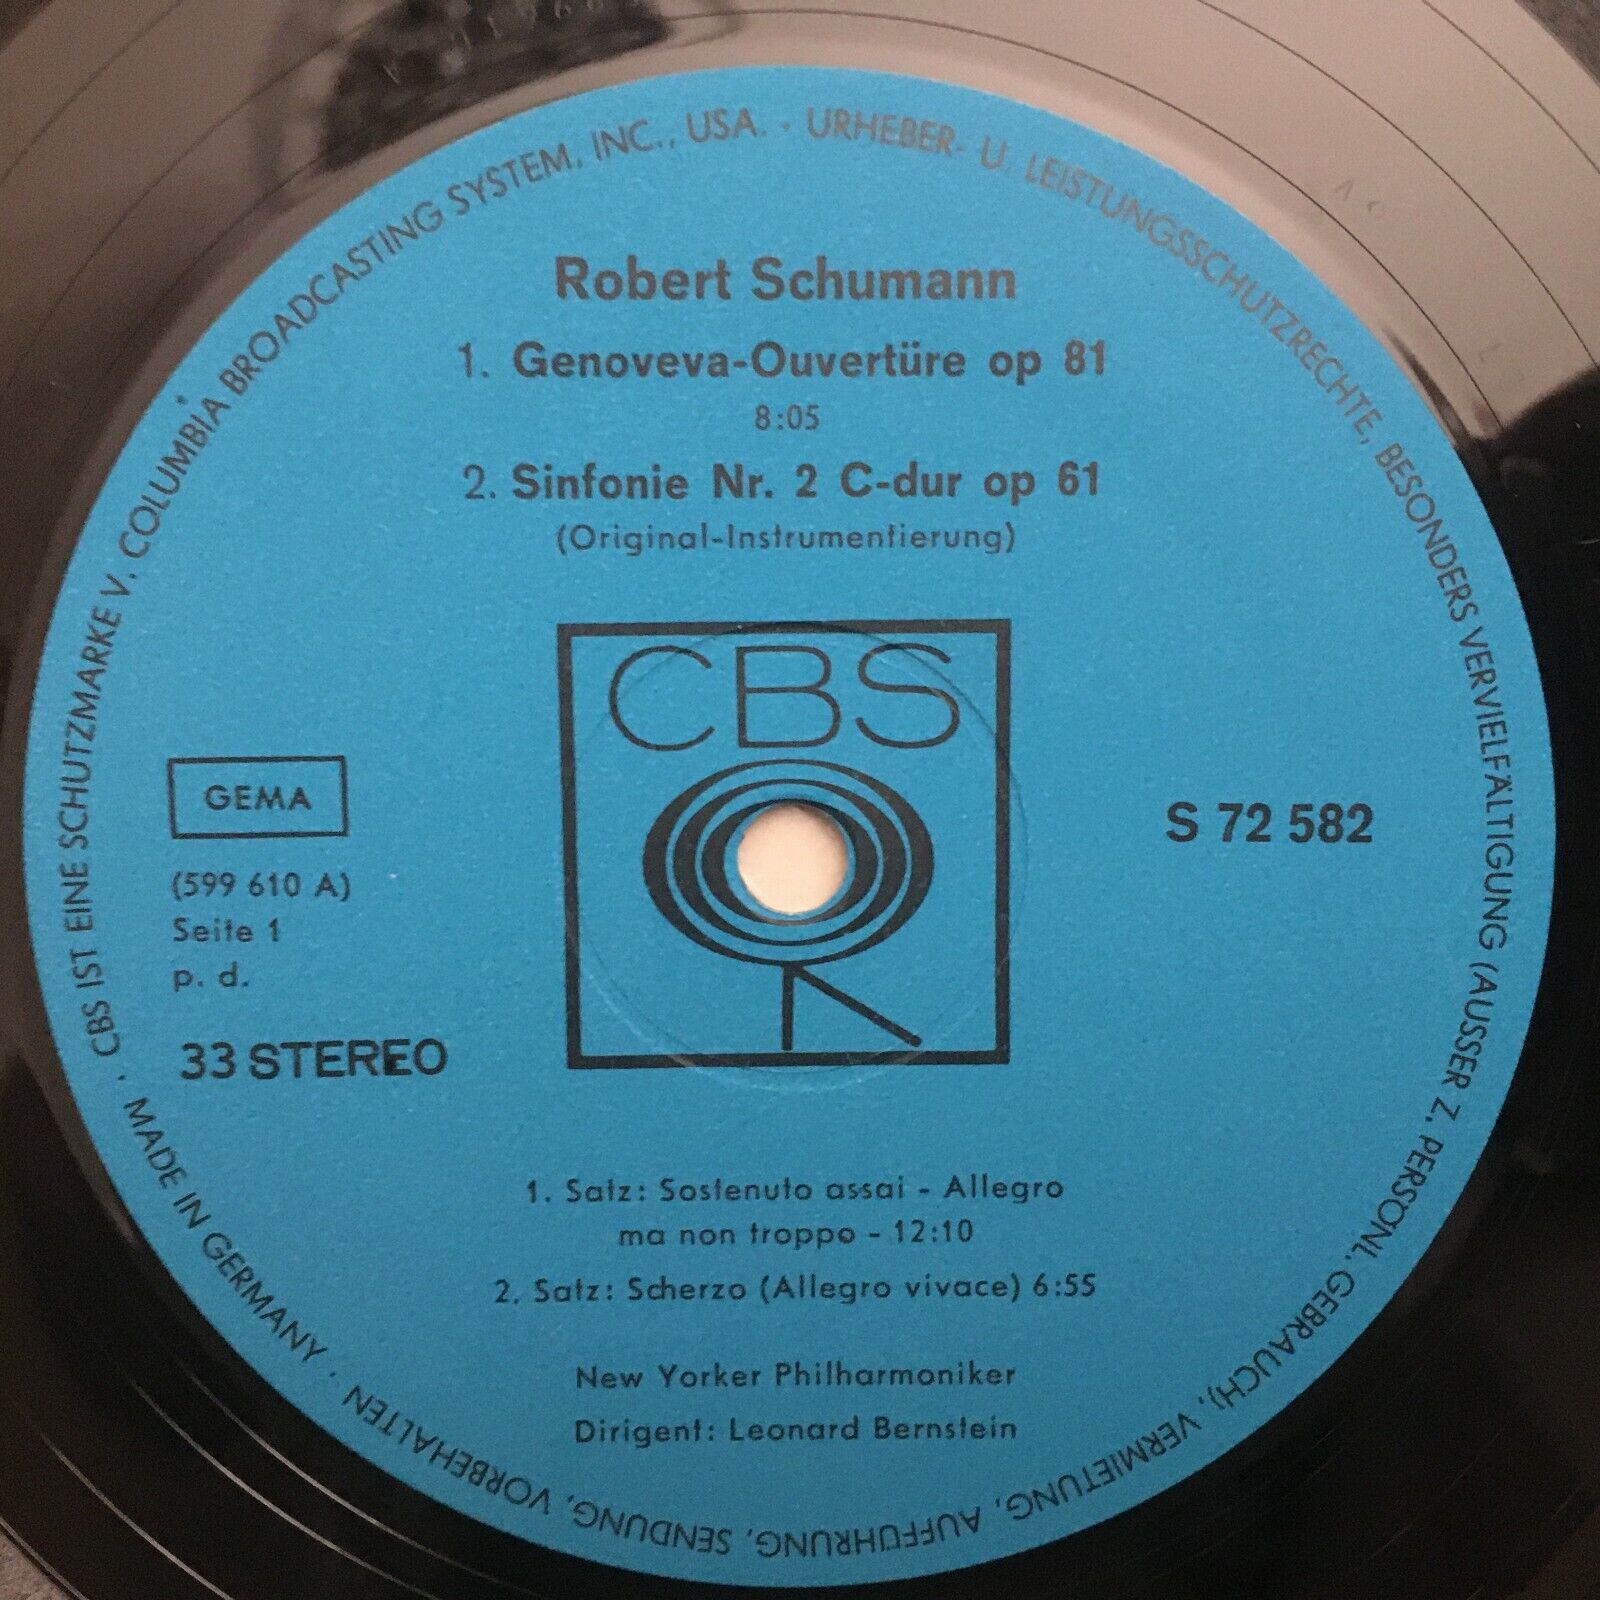 Robert Schumann
1. Genoveva-Ouvertüre op 81
8:05
2. Sinfonie Nr. 2 C-dur op 61
(Original-Instrumentierung)
CBS
GEMA
(599 610 A)
Seite 1
p. d.
33 STEREO
S 72 582
1. Satz: Sostenuto assai - Allegro
ma non troppo - 12:10
2. Satz: Scherzo (Allegro vivace) 6:55
New Yorker Philharmoniker
Dirigent: Leonard Bernstein
· CBS IST EINE SCHUTZMARKE V. COLUMBIA BROADCASTING SYSTEM, INC., USA. · URHEBER- U. LEISTUNGSSCHUTZRECHTE, BESONDERS VERVIELFÄLTIGUNG (AUSSER Z. PERSÖNL. GEBRAUCH), VERMIETUNG, AUFFÜHRUNG, SENDUNG, VORBEHALTEN · MADE IN GERMANY